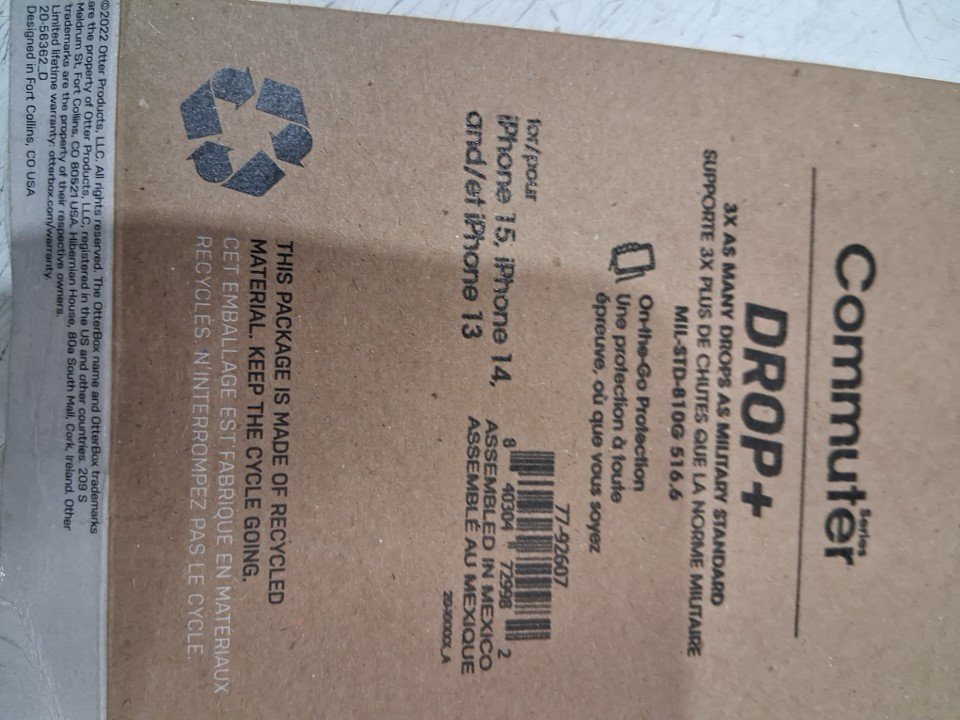 Commuter
Series
DROP+
3X AS MANY DROPS AS MILITARY STANDARD
SUPPORTE 3X PLUS DE CHUTES QUE LA NORME MILITAIRE
MIL-STD-810G 516.6
On-the-Go Protection
Une protection à toute
épreuve, où que vous soyez
for/pour
iPhone 15, iPhone 14,
and/et iPhone 13
77-92607
8 40304 72998 2
ASSEMBLED IN MEXICO
ASSEMBLÉ AU MEXIQUE
THIS PACKAGE IS MADE OF RECYCLED
MATERIAL. KEEP THE CYCLE GOING.
CET EMBALLAGE EST FABRIQUÉ EN MATÉRIAUX
RECYCLÉS. N'INTERROMPEZ PAS LE CYCLE.
©2022 Otter Products, LLC. All rights reserved. The OtterBox name and OtterBox trademarks
are the property of Otter Products, LLC, registered in the US and other countries. 209 S
Meldrum St, Fort Collins, CO 80521 USA. Hibernian House, 80a South Mall, Cork, Ireland. Other
trademarks are the property of their respective owners.
Limited lifetime warranty: otterbox.com/warranty.
20-56362_D
Designed in Fort Collins, CO USA